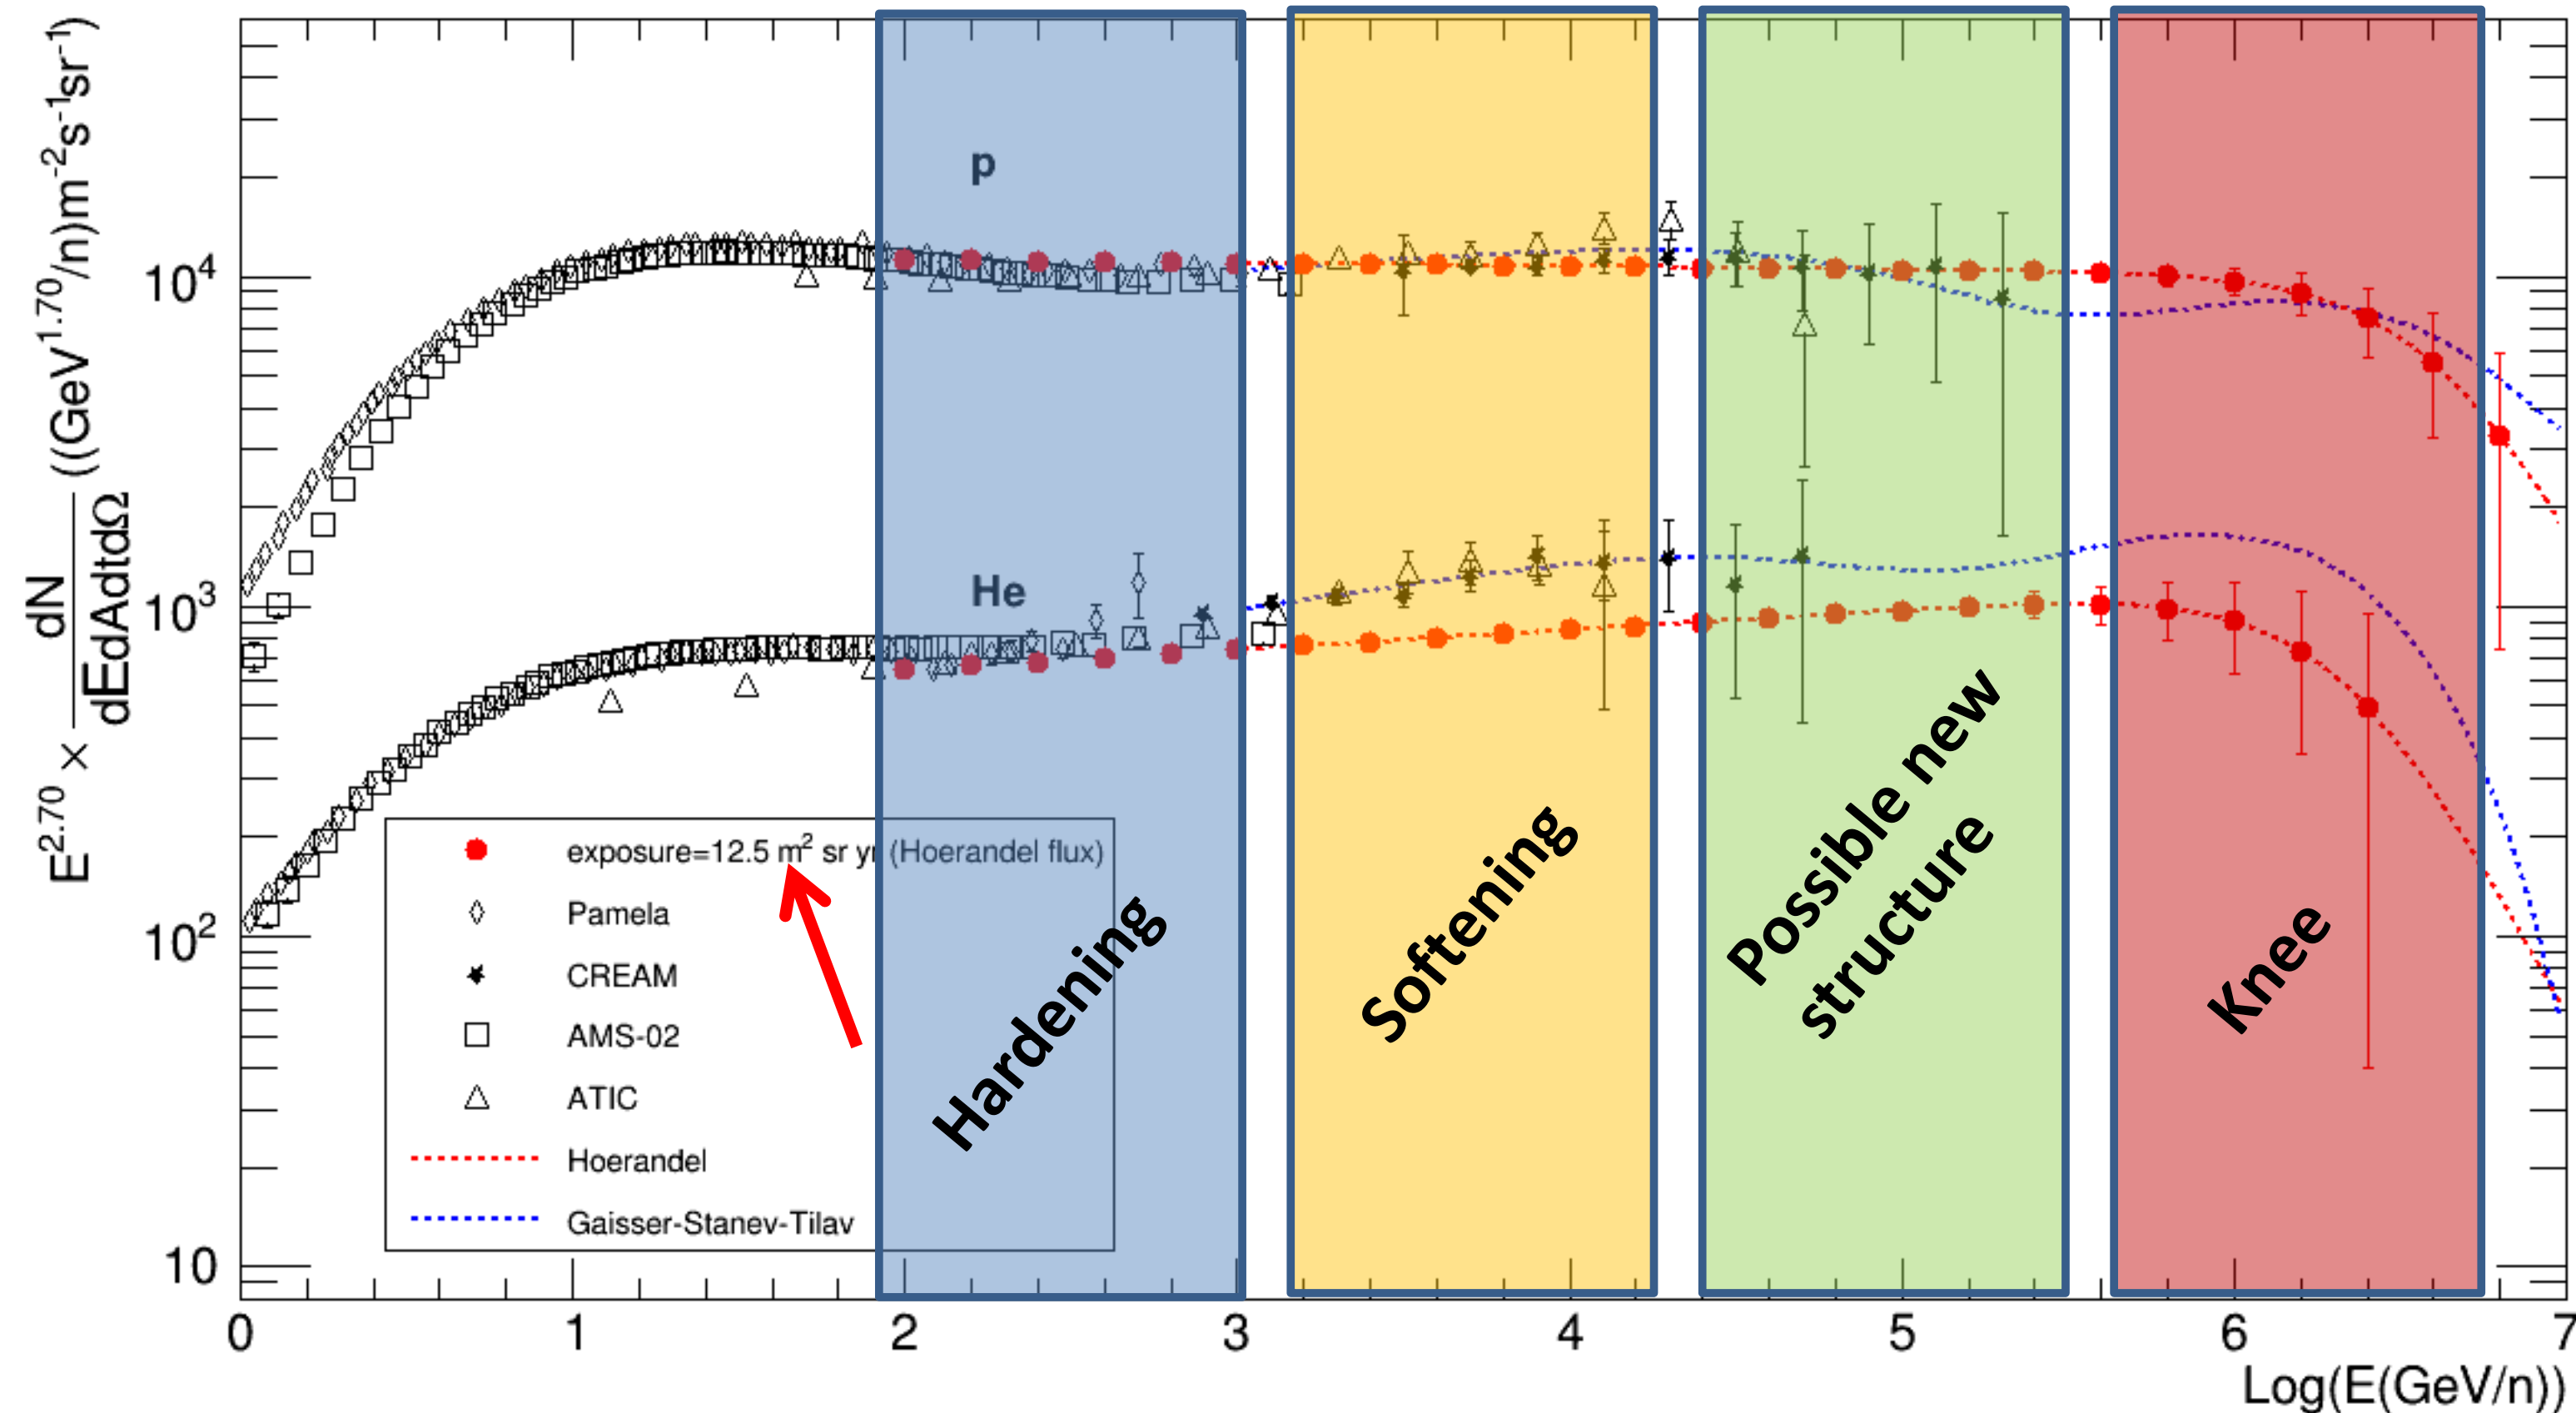 E^2.70 × dN/dEdAdtdΩ ((GeV^1.70/n)m^-2s^-1sr^-1)
10^4
10^3
10^2
10
p
He
exposure=12.5 m^2 sr yr (Hoerandel flux)
Pamela
CREAM
AMS-02
ATIC
Hoerandel
Gaisser-Stanev-Tilav
Hardening
Softening
Possible new
structure
Knee
0 1 2 3 4 5 6 7
Log(E(GeV/n))